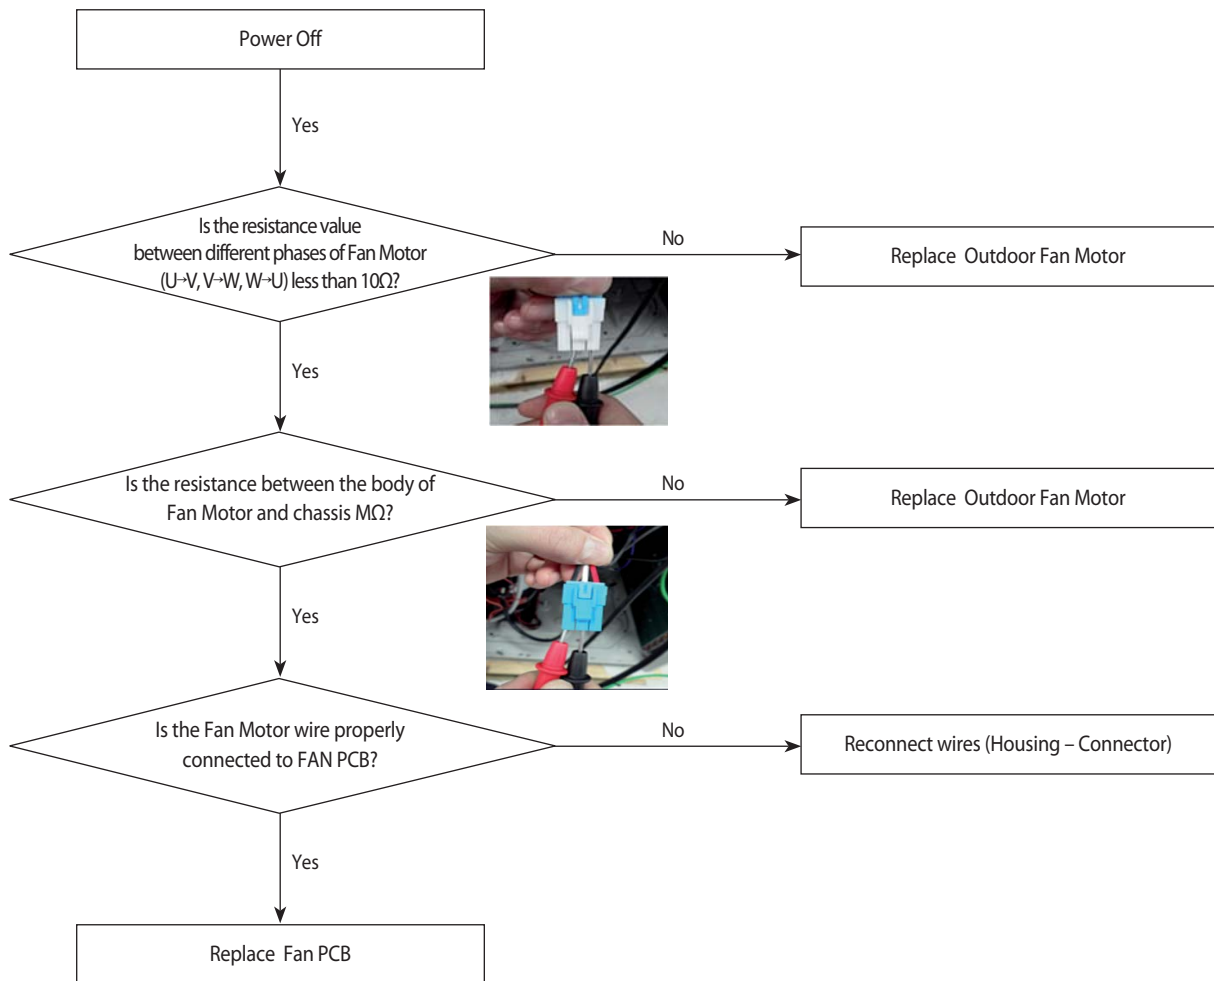 Power Off
Yes
Is the resistance value
between different phases of Fan Motor
(U→V, V→W, W→U) less than 10Ω?
No
Replace Outdoor Fan Motor
Yes
Is the resistance between the body of
Fan Motor and chassis MΩ?
No
Replace Outdoor Fan Motor
Yes
Is the Fan Motor wire properly
connected to FAN PCB?
No
Reconnect wires (Housing – Connector)
Yes
Replace Fan PCB